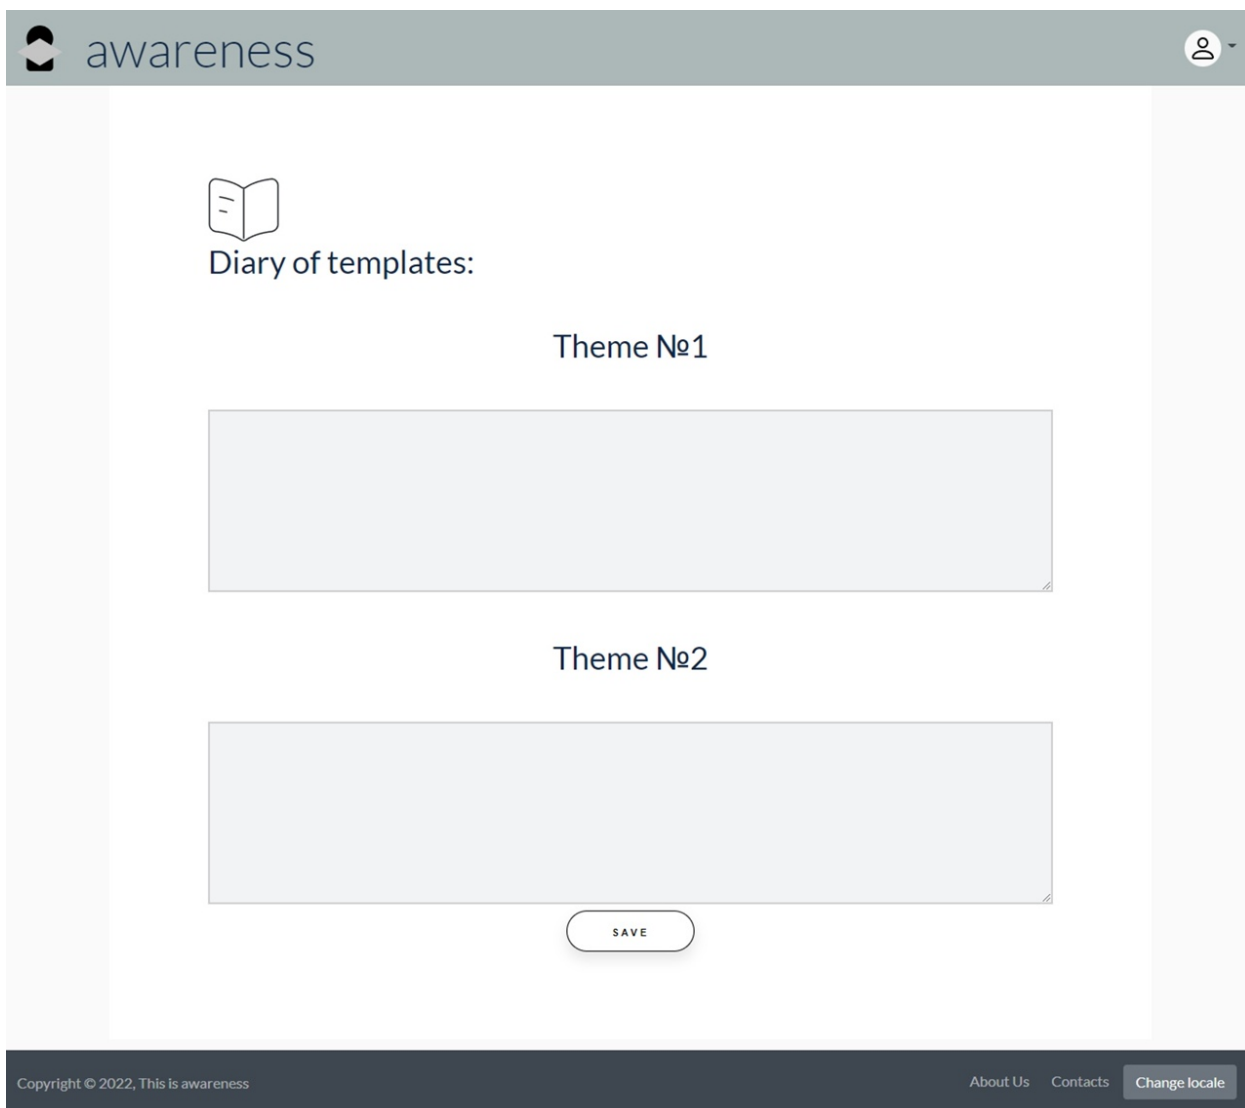 awareness
Diary of templates:
Theme №1
Theme №2
SAVE
Copyright © 2022, This is awareness
About Us Contacts Change locale